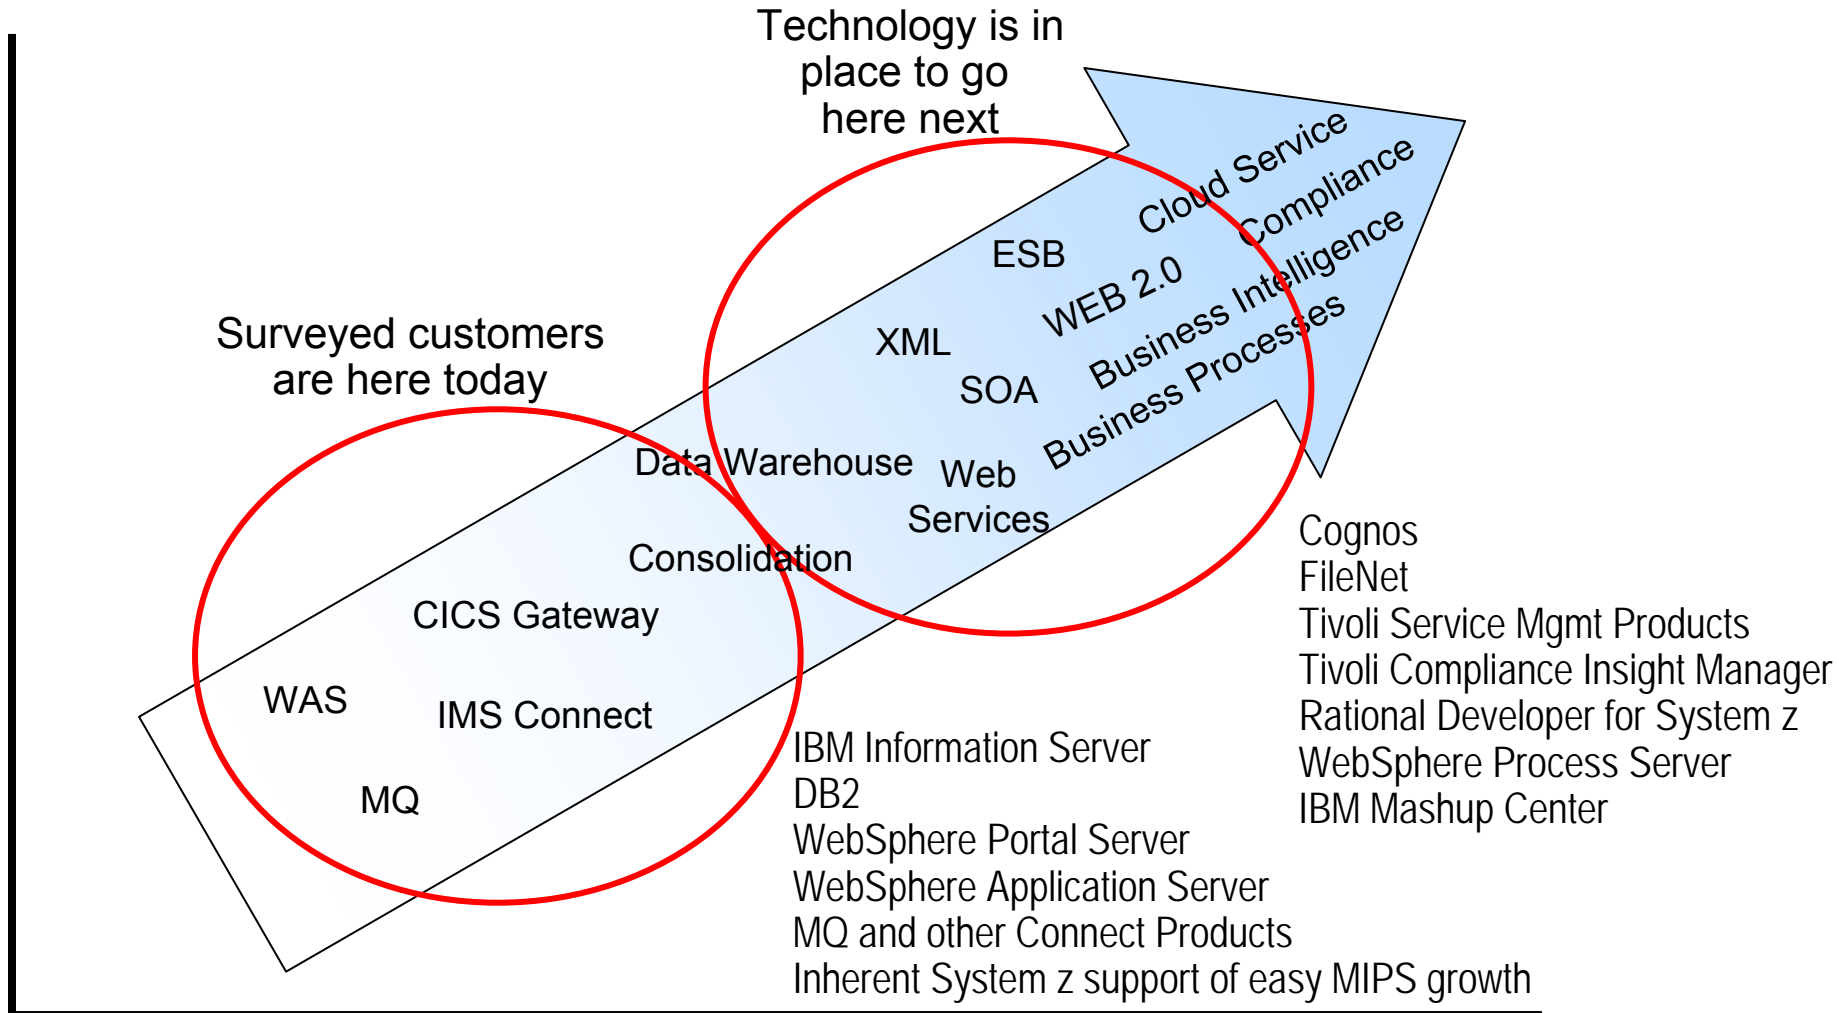 Technology is in
place to go
here next
Cloud Service
Compliance
ESB
WEB 2.0
Business Intelligence
Business Processes
XML
SOA
Surveyed customers
are here today
Data Warehouse
Web
Services
Consolidation
CICS Gateway
WAS
IMS Connect
MQ
Cognos
FileNet
Tivoli Service Mgmt Products
Tivoli Compliance Insight Manager
Rational Developer for System z
WebSphere Process Server
IBM Mashup Center
IBM Information Server
DB2
WebSphere Portal Server
WebSphere Application Server
MQ and other Connect Products
Inherent System z support of easy MIPS growth